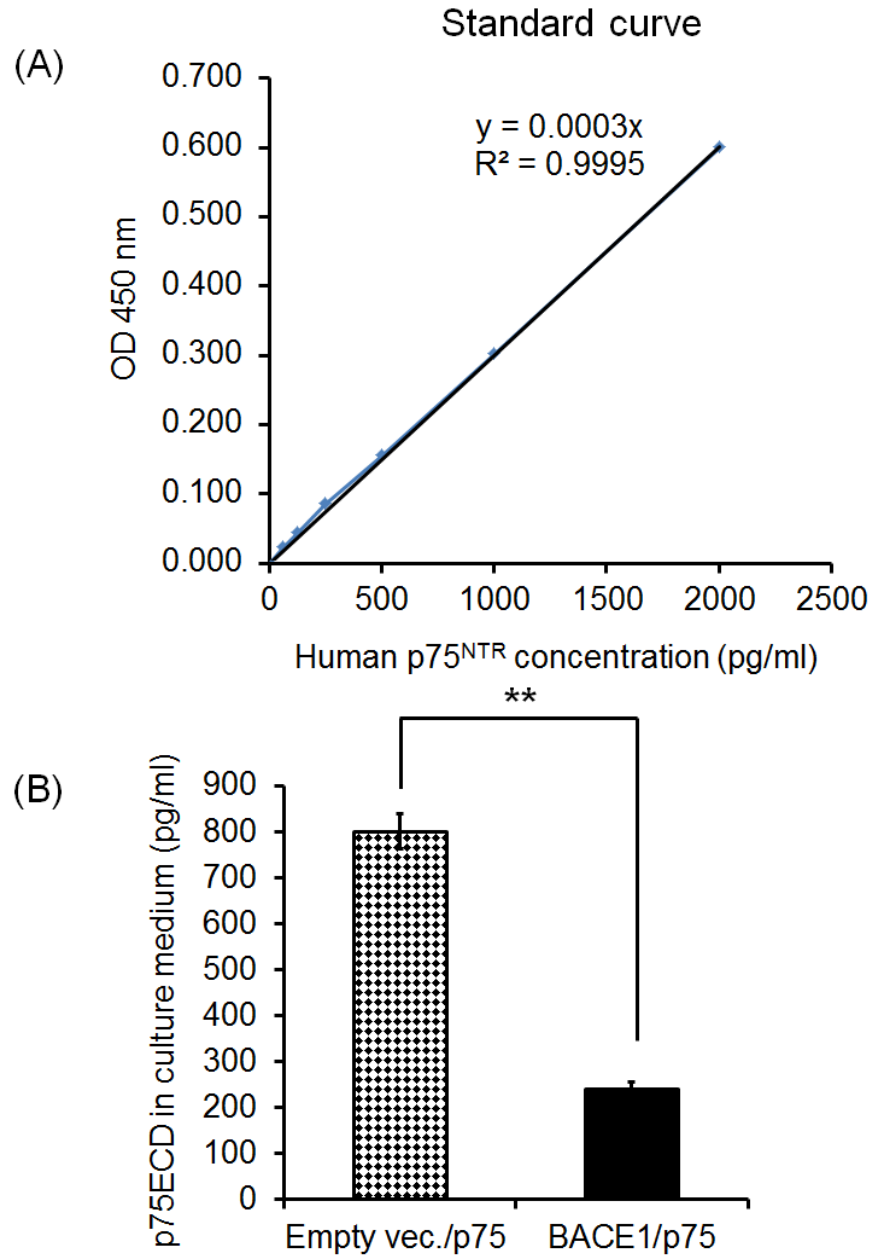 Standard curve
(A)
0.700
0.600
0.500
0.400
0.300
0.200
0.100
0.000
OD 450 nm
y = 0.0003x
R² = 0.9995
0 500 1000 1500 2000 2500
Human p75ᴺᵀᴿ concentration (pg/ml)
**
(B)
900
800
700
600
500
400
300
200
100
0
p75ECD in culture medium (pg/ml)
Empty vec./p75 BACE1/p75